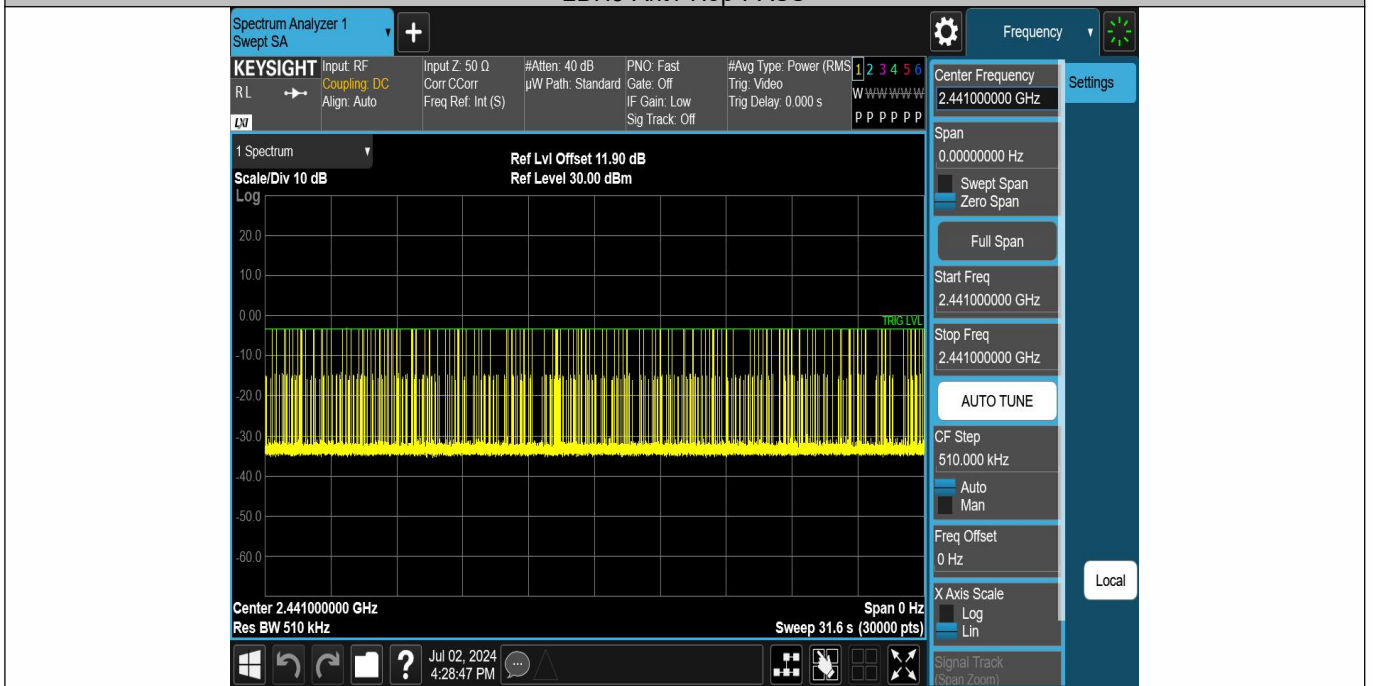 Spectrum Analyzer 1
Swept SA
Frequency
KEYSIGHT
RL
LXI
Input: RF
Coupling: DC
Align: Auto
Input Z: 50 Ω
Corr CCorr
Freq Ref: Int (S)
#Atten: 40 dB
µW Path: Standard
PNO: Fast
Gate: Off
IF Gain: Low
Sig Track: Off
#Avg Type: Power (RMS
Trig: Video
Trig Delay: 0.000 s
1 2 3 4 5 6
W W W W W W
P P P P P P
Center Frequency
2.441000000 GHz
Settings
Span
0.00000000 Hz
Swept Span
Zero Span
Full Span
Start Freq
2.441000000 GHz
Stop Freq
2.441000000 GHz
AUTO TUNE
CF Step
510.000 kHz
Auto
Man
Freq Offset
0 Hz
X Axis Scale
Log
Lin
Signal Track
(Span Zoom)
Local
1 Spectrum
Scale/Div 10 dB
Ref Lvl Offset 11.90 dB
Ref Level 30.00 dBm
Log
20.0
10.0
0.00
TRIG LVL
-10.0
-20.0
-30.0
-40.0
-50.0
-60.0
Center 2.441000000 GHz
Span 0 Hz
Res BW 510 kHz
Sweep 31.6 s (30000 pts)
?
Jul 02, 2024
4:28:47 PM